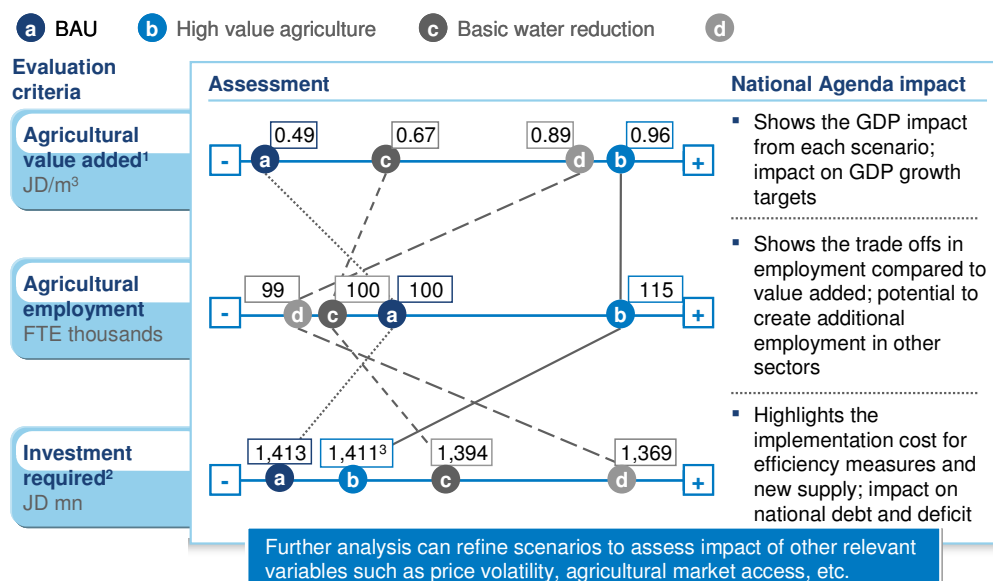 a BAU b High value agriculture c Basic water reduction d
Evaluation
criteria
Assessment
National Agenda impact
Agricultural
value added¹
JD/m³
0.49 0.67 0.89 0.96
- a c d b +
▪ Shows the GDP impact
from each scenario;
impact on GDP growth
targets
Agricultural
employment
FTE thousands
99 100 100 115
- d c a b +
▪ Shows the trade offs in
employment compared to
value added; potential to
create additional
employment in other
sectors
Investment
required²
JD mn
1,413 1,411³ 1,394 1,369
- a b c d +
▪ Highlights the
implementation cost for
efficiency measures and
new supply; impact on
national debt and deficit
Further analysis can refine scenarios to assess impact of other relevant
variables such as price volatility, agricultural market access, etc.